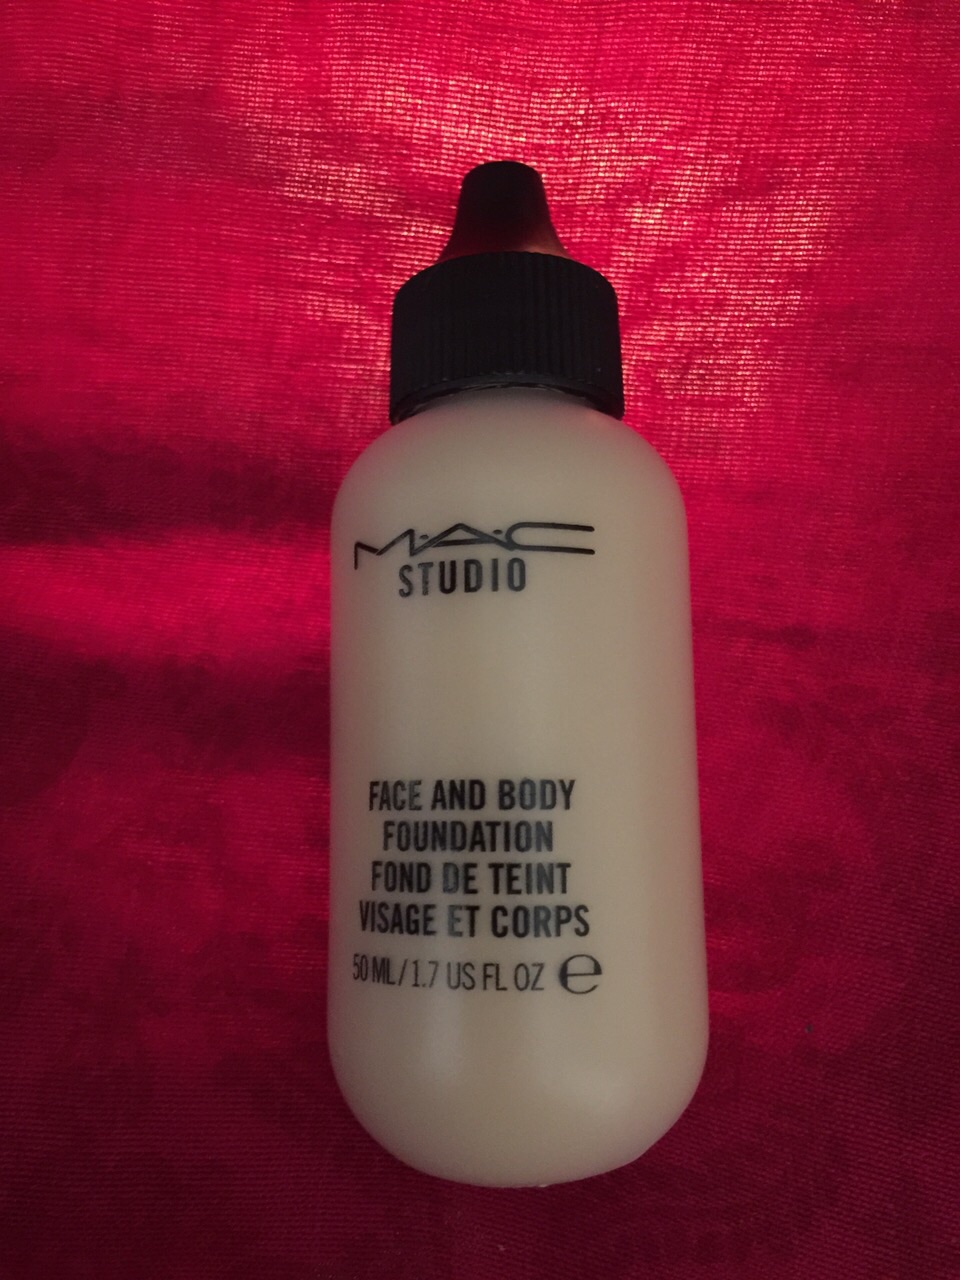 M·A·C
STUDIO
FACE AND BODY
FOUNDATION
FOND DE TEINT
VISAGE ET CORPS
50 ML / 1.7 US FL OZ ℮